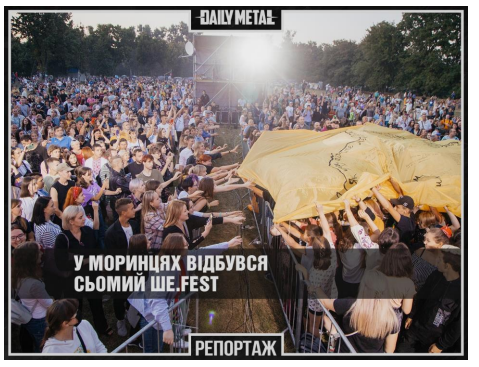 DAILY METAL
У МОРИНЦЯХ ВІДБУВСЯ
СЬОМИЙ ШЕ.FEST
РЕПОРТАЖ